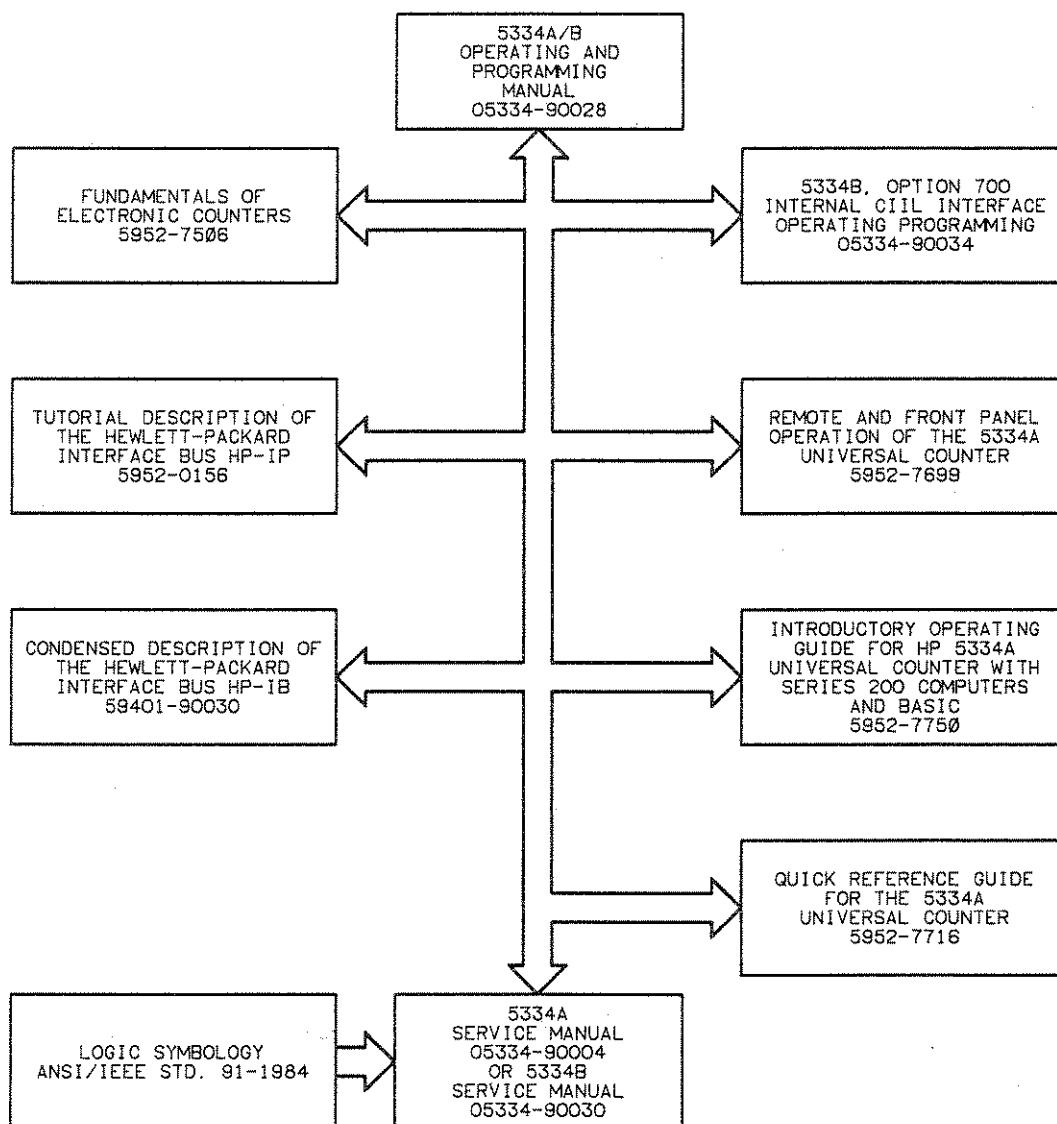 5334A/B
OPERATING AND
PROGRAMMING
MANUAL
05334-90028
FUNDAMENTALS OF
ELECTRONIC COUNTERS
5952-7506
5334B, OPTION 700
INTERNAL CIIL INTERFACE
OPERATING PROGRAMMING
05334-90034
TUTORIAL DESCRIPTION OF
THE HEWLETT-PACKARD
INTERFACE BUS HP-IP
5952-0156
REMOTE AND FRONT PANEL
OPERATION OF THE 5334A
UNIVERSAL COUNTER
5952-7699
CONDENSED DESCRIPTION OF
THE HEWLETT-PACKARD
INTERFACE BUS HP-IB
59401-90030
INTRODUCTORY OPERATING
GUIDE FOR HP 5334A
UNIVERSAL COUNTER WITH
SERIES 200 COMPUTERS
AND BASIC
5952-7750
QUICK REFERENCE GUIDE
FOR THE 5334A
UNIVERSAL COUNTER
5952-7716
LOGIC SYMBOLOGY
ANSI/IEEE STD. 91-1984
5334A
SERVICE MANUAL
05334-90004
OR 5334B
SERVICE MANUAL
05334-90030